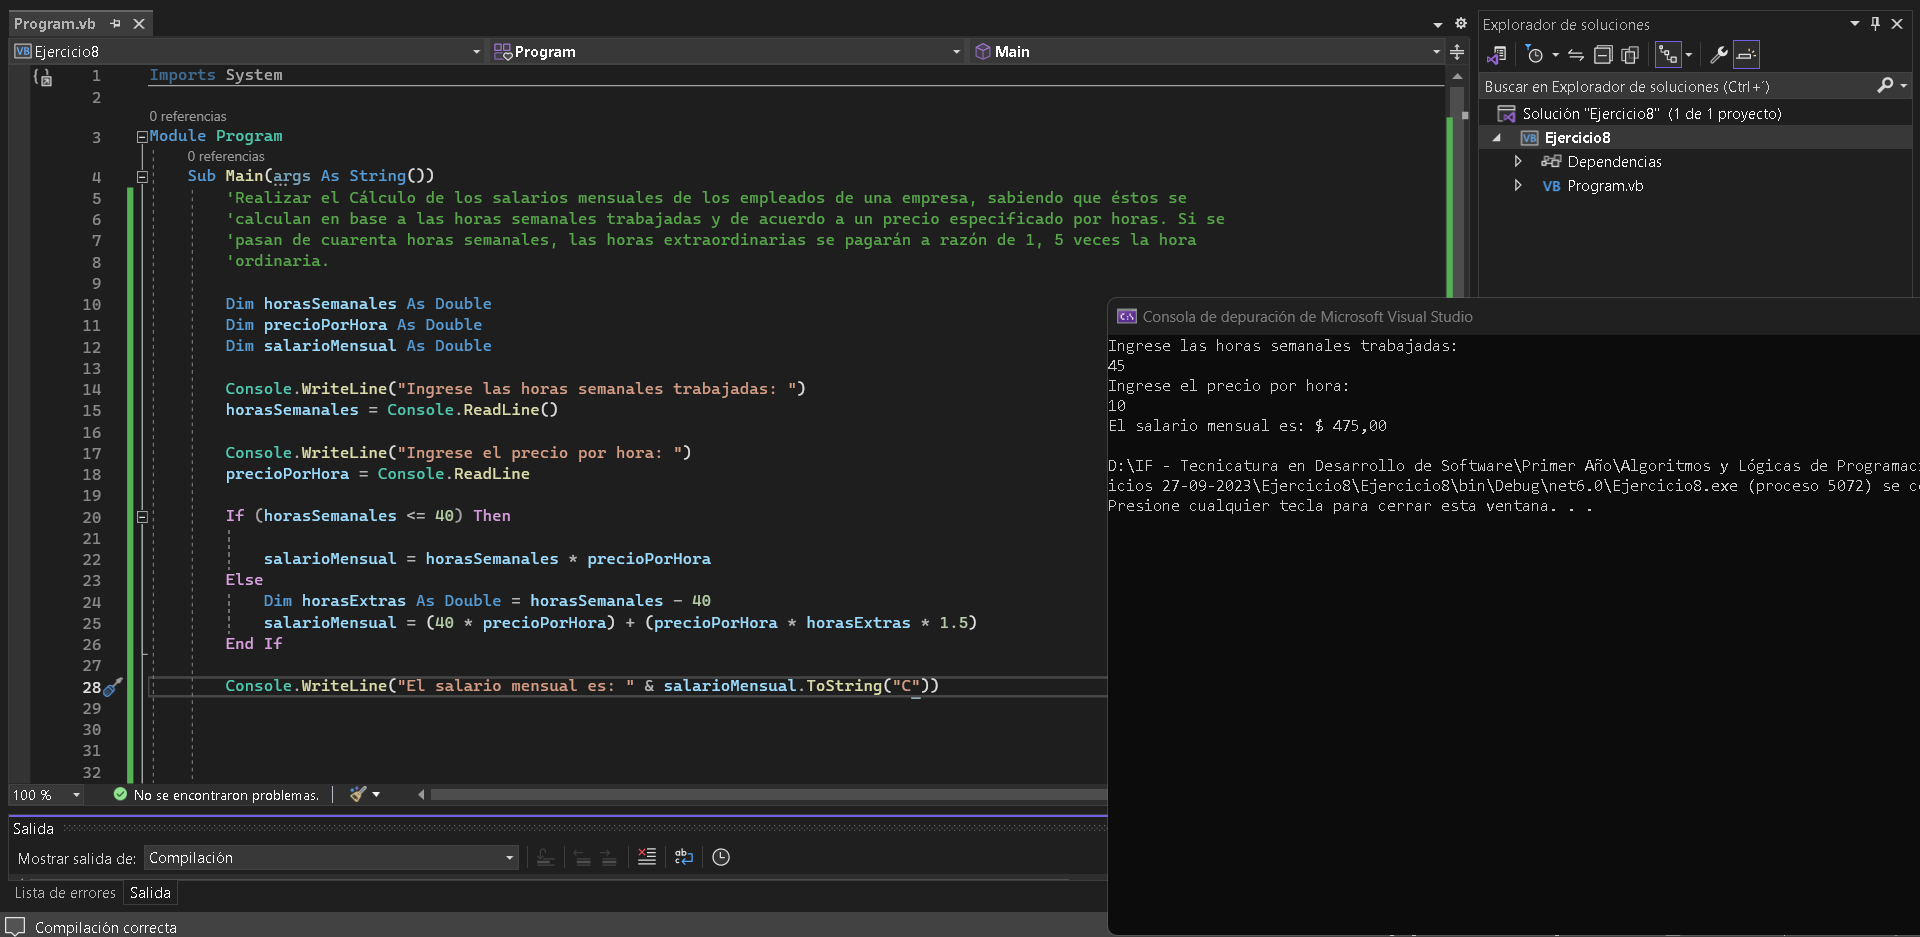 Program.vb
Ejercicio8
Program
Main
1 Imports System
2
0 referencias
3 Module Program
0 referencias
4 Sub Main(args As String())
5 'Realizar el Cálculo de los salarios mensuales de los empleados de una empresa, sabiendo que éstos se
6 'calculan en base a las horas semanales trabajadas y de acuerdo a un precio especificado por horas. Si se
7 'pasan de cuarenta horas semanales, las horas extraordinarias se pagarán a razón de 1, 5 veces la hora
8 'ordinaria.
9
10 Dim horasSemanales As Double
11 Dim precioPorHora As Double
12 Dim salarioMensual As Double
13
14 Console.WriteLine("Ingrese las horas semanales trabajadas: ")
15 horasSemanales = Console.ReadLine()
16
17 Console.WriteLine("Ingrese el precio por hora: ")
18 precioPorHora = Console.ReadLine
19
20 If (horasSemanales <= 40) Then
21
22 salarioMensual = horasSemanales * precioPorHora
23 Else
24 Dim horasExtras As Double = horasSemanales - 40
25 salarioMensual = (40 * precioPorHora) + (precioPorHora * horasExtras * 1.5)
26 End If
27
28 Console.WriteLine("El salario mensual es: " & salarioMensual.ToString("C"))
29
30
31
32
100 %
No se encontraron problemas.
Salida
Mostrar salida de: Compilación
Lista de errores
Salida
Compilación correcta
Explorador de soluciones
Buscar en Explorador de soluciones (Ctrl+´)
Solución "Ejercicio8" (1 de 1 proyecto)
VB Ejercicio8
Dependencias
VB Program.vb
Consola de depuración de Microsoft Visual Studio
Ingrese las horas semanales trabajadas:
45
Ingrese el precio por hora:
10
El salario mensual es: $ 475,00
D:\IF - Tecnicatura en Desarrollo de Software\Primer Año\Algoritmos y Lógicas de Programaci
icios 27-09-2023\Ejercicio8\Ejercicio8\bin\Debug\net6.0\Ejercicio8.exe (proceso 5072) se c
Presione cualquier tecla para cerrar esta ventana. . .